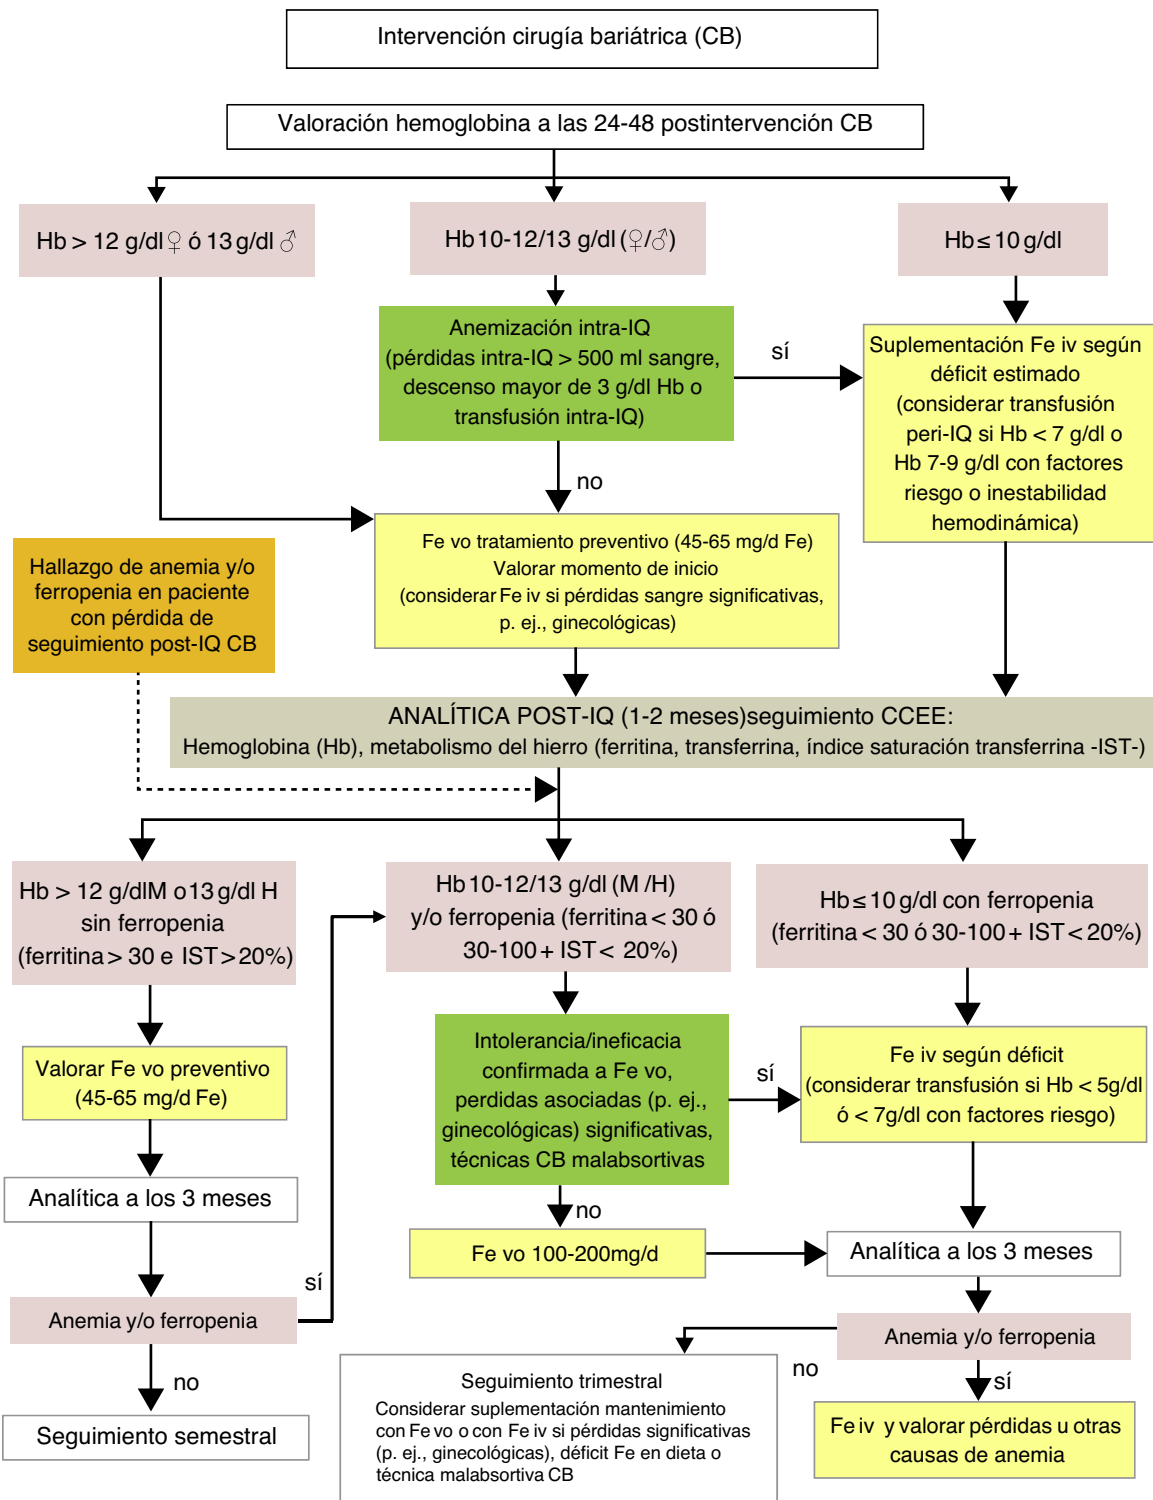 Intervención cirugía bariátrica (CB)
Valoración hemoglobina a las 24-48 postintervención CB
Hb > 12 g/dl ♀ ó 13 g/dl ♂
Hb 10-12/13 g/dl (♀/♂)
Hb ≤ 10 g/dl
Anemización intra-IQ
(pérdidas intra-IQ > 500 ml sangre,
descenso mayor de 3 g/dl Hb o
transfusión intra-IQ)
sí
Suplementación Fe iv según
déficit estimado
(considerar transfusión
peri-IQ si Hb < 7 g/dl o
Hb 7-9 g/dl con factores
riesgo o inestabilidad
hemodinámica)
no
Fe vo tratamiento preventivo (45-65 mg/d Fe)
Valorar momento de inicio
(considerar Fe iv si pérdidas sangre significativas,
p. ej., ginecológicas)
Hallazgo de anemia y/o
ferropenia en paciente
con pérdida de
seguimiento post-IQ CB
ANALÍTICA POST-IQ (1-2 meses)seguimiento CCEE:
Hemoglobina (Hb), metabolismo del hierro (ferritina, transferrina, índice saturación transferrina -IST-)
Hb > 12 g/dlM o 13 g/dl H
sin ferropenia
(ferritina > 30 e IST > 20%)
Hb 10-12/13 g/dl (M /H)
y/o ferropenia (ferritina < 30 ó
30-100 + IST < 20%)
Hb ≤ 10 g/dl con ferropenia
(ferritina < 30 ó 30-100 + IST < 20%)
Valorar Fe vo preventivo
(45-65 mg/d Fe)
Intolerancia/ineficacia
confirmada a Fe vo,
perdidas asociadas (p. ej.,
ginecológicas) significativas,
técnicas CB malabsortivas
sí
Fe iv según déficit
(considerar transfusión si Hb < 5g/dl
ó < 7g/dl con factores riesgo)
Analítica a los 3 meses
no
Fe vo 100-200mg/d
Analítica a los 3 meses
sí
Anemia y/o ferropenia
Anemia y/o ferropenia
no
no
sí
Seguimiento semestral
Seguimiento trimestral
Considerar suplementación mantenimiento
con Fe vo o con Fe iv si pérdidas significativas
(p. ej., ginecológicas), déficit Fe en dieta o
técnica malabsortiva CB
Fe iv y valorar pérdidas u otras
causas de anemia